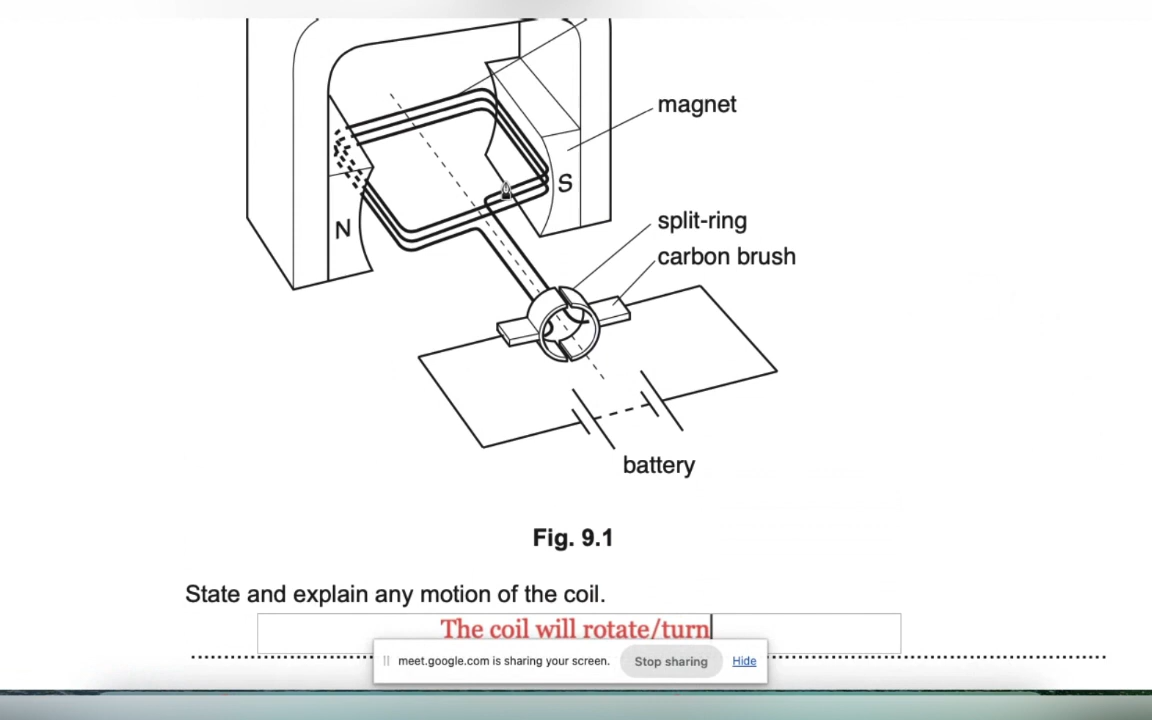 magnet
S
split-ring
N
carbon brush
battery
Fig. 9.1
State and explain any motion of the coil.
The coil will rotate/turn
meet.google.com is sharing your screen. Stop sharing Hide